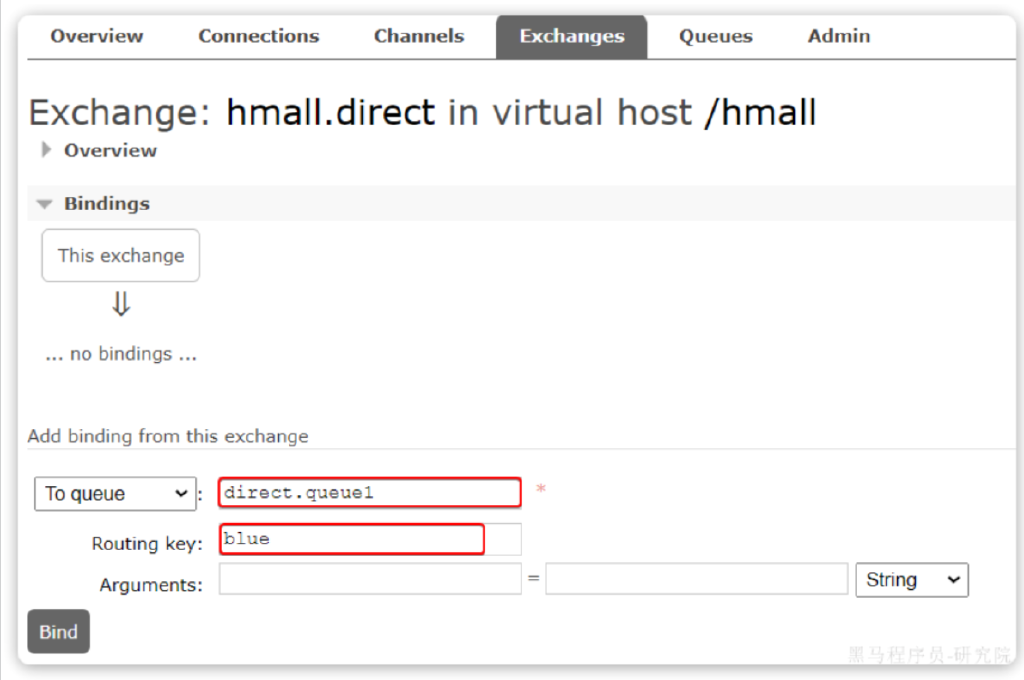 Overview Connections Channels Exchanges Queues Admin
Exchange: hmall.direct in virtual host /hmall
Overview
Bindings
This exchange
⇓
... no bindings ...
Add binding from this exchange
To queue : direct.queue1 *
Routing key: blue
Arguments: = String
Bind
黑马程序员-研究院